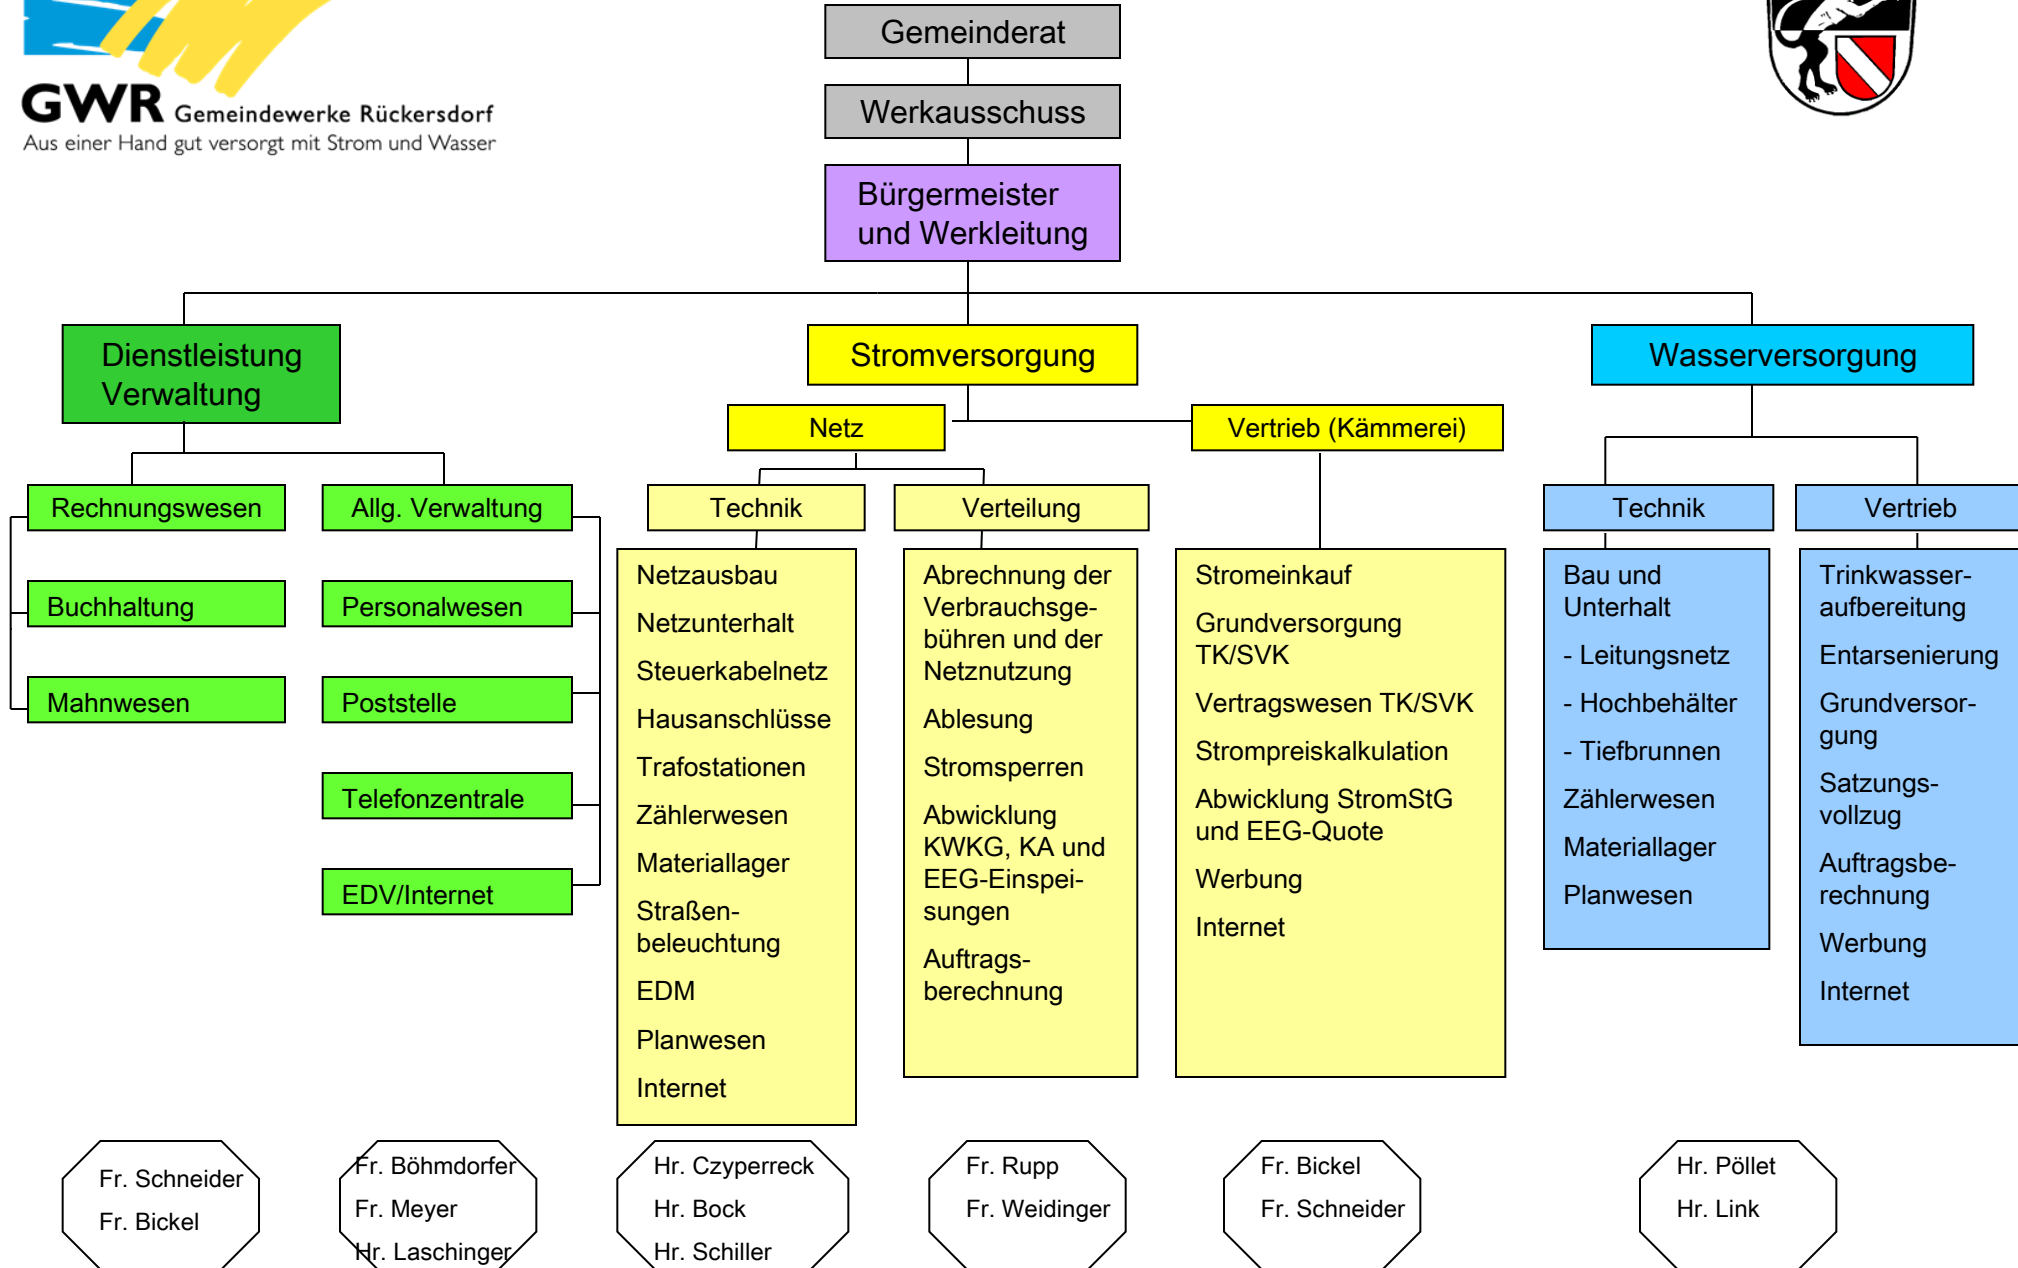 GWR Gemeindewerke Rückersdorf
Aus einer Hand gut versorgt mit Strom und Wasser
Gemeinderat
Werkausschuss
Bürgermeister
und Werkleitung
Dienstleistung
Verwaltung
Stromversorgung
Wasserversorgung
Netz
Vertrieb (Kämmerei)
Rechnungswesen
Buchhaltung
Mahnwesen
Allg. Verwaltung
Personalwesen
Poststelle
Telefonzentrale
EDV/Internet
Technik
Netzausbau
Netzunterhalt
Steuerkabelnetz
Hausanschlüsse
Trafostationen
Zählerwesen
Materiallager
Straßen-
beleuchtung
EDM
Planwesen
Internet
Verteilung
Abrechnung der
Verbrauchsge-
bühren und der
Netznutzung
Ablesung
Stromsperren
Abwicklung
KWKG, KA und
EEG-Einspei-
sungen
Auftrags-
berechnung
Stromeinkauf
Grundversorgung
TK/SVK
Vertragswesen TK/SVK
Strompreiskalkulation
Abwicklung StromStG
und EEG-Quote
Werbung
Internet
Technik
Bau und
Unterhalt
- Leitungsnetz
- Hochbehälter
- Tiefbrunnen
Zählerwesen
Materiallager
Planwesen
Vertrieb
Trinkwasser-
aufbereitung
Entarsenierung
Grundversor-
gung
Satzungs-
vollzug
Auftragsbe-
rechnung
Werbung
Internet
Fr. Schneider
Fr. Bickel
Fr. Böhmdorfer
Fr. Meyer
Hr. Laschinger
Hr. Czyperreck
Hr. Bock
Hr. Schiller
Fr. Rupp
Fr. Weidinger
Fr. Bickel
Fr. Schneider
Hr. Pöllet
Hr. Link